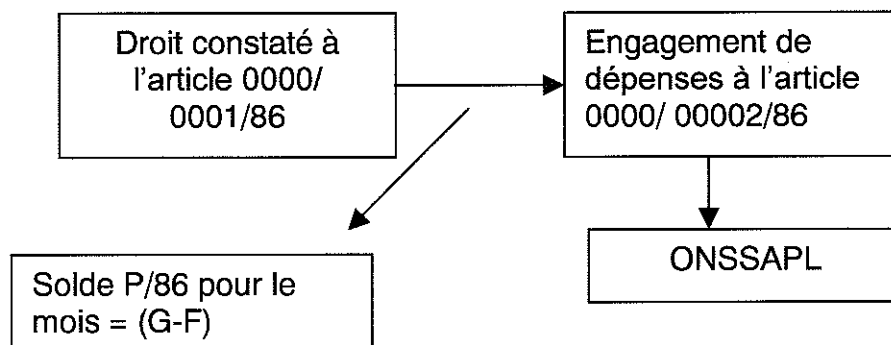 Droit constaté à
l'article 0000/
0001/86
Engagement de
dépenses à l'article
0000/ 00002/86
ONSSAPL
Solde P/86 pour le
mois = (G-F)